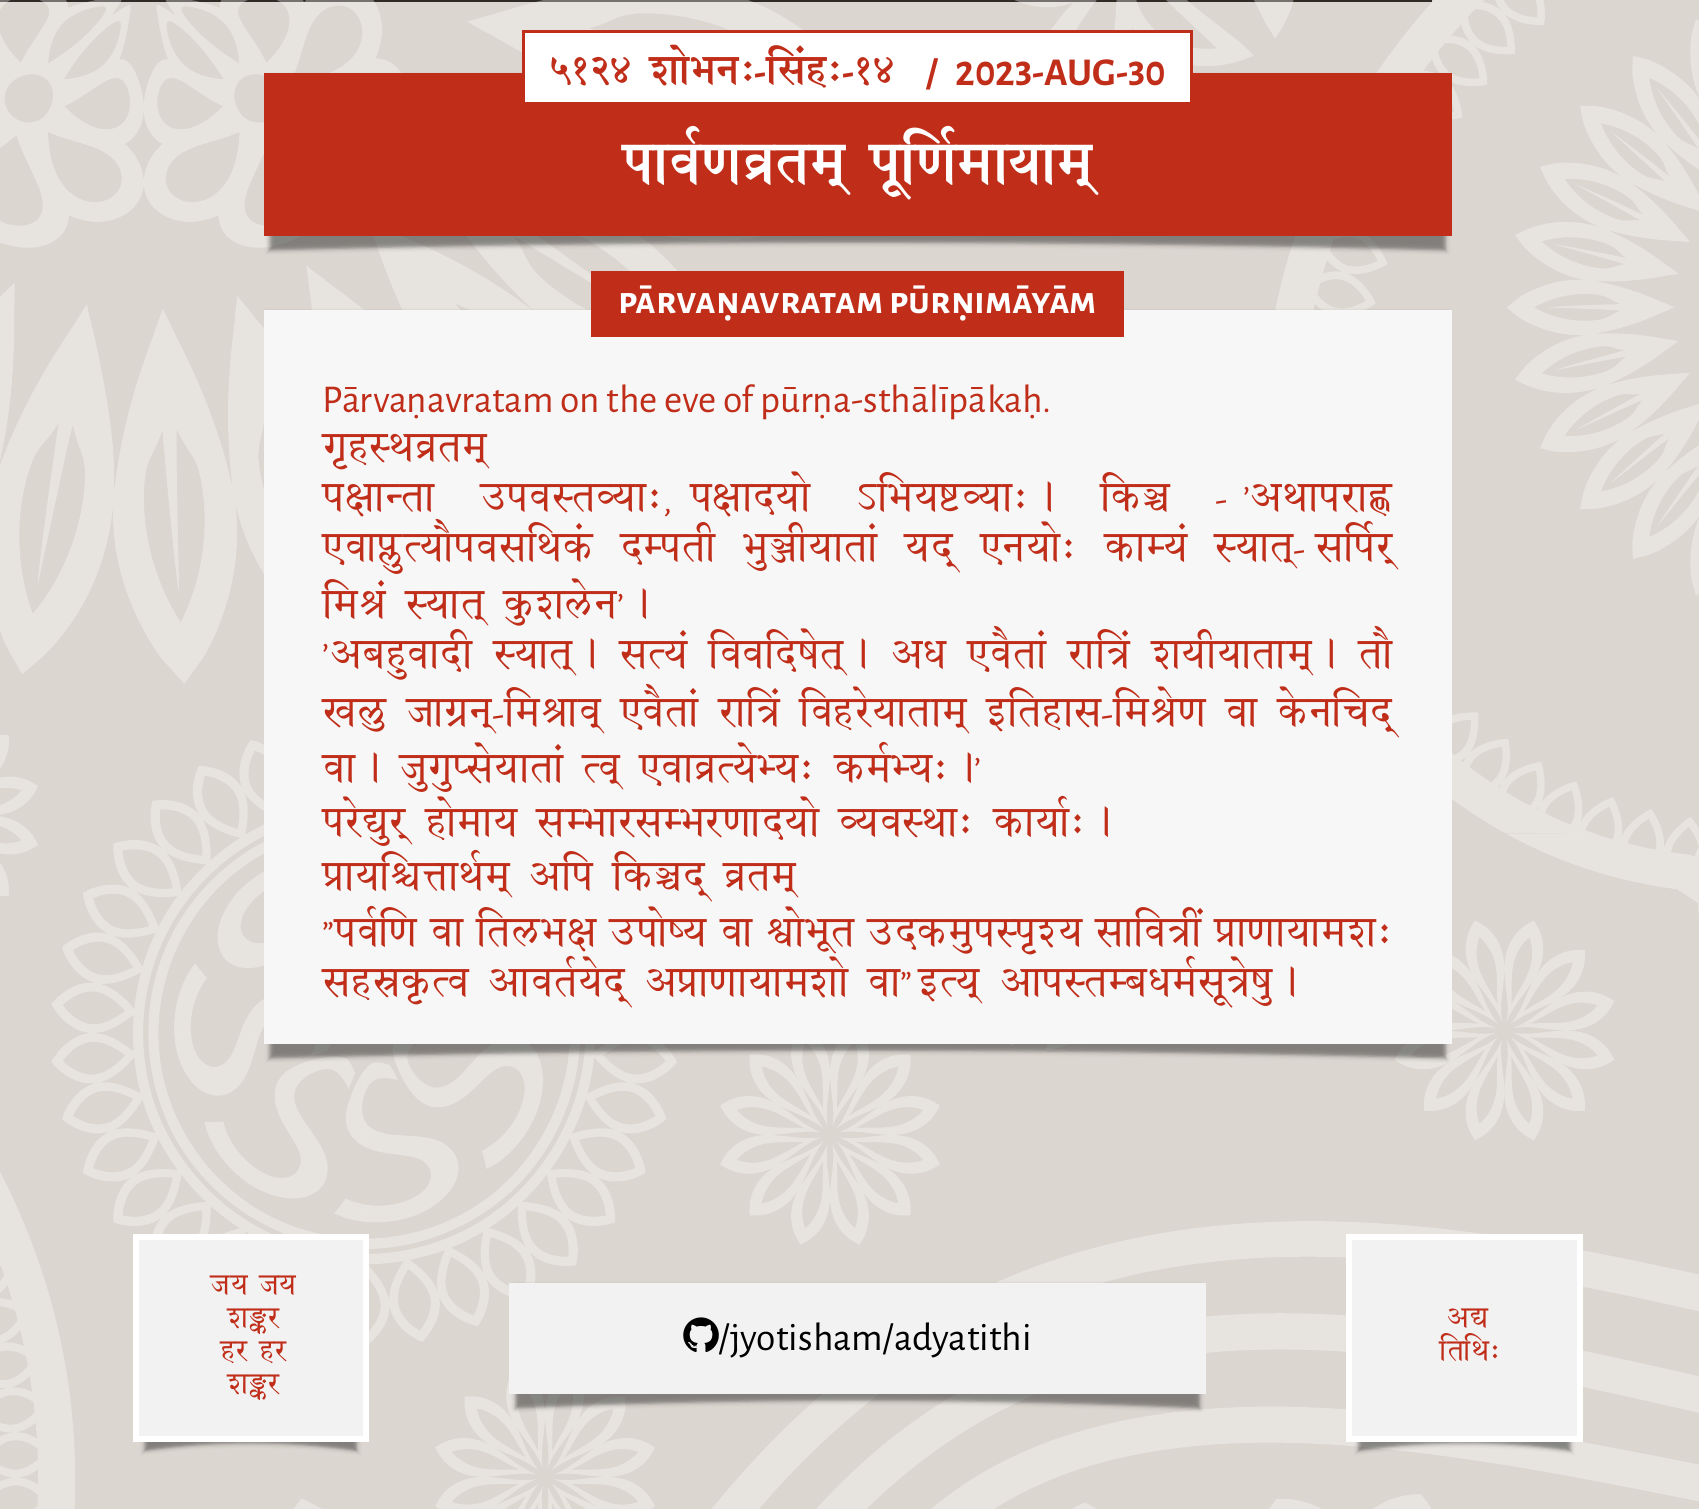 ५१२४ शोभनः-सिंहः-१४ / 2023-AUG-30
पार्वणव्रतम् पूर्णिमायाम्
PĀRVAṆAVRATAM PŪRṆIMĀYĀM
Pārvaṇavratam on the eve of pūrṇa-sthālīpākaḥ.
गृहस्थव्रतम्
पक्षान्ता उपवस्तव्याः, पक्षादयो ऽभियष्टव्याः । किञ्च - ’अथापराह्ण
एवाप्लुत्यौपवसथिकं दम्पती भुञ्जीयातां यद् एनयोः काम्यं स्यात्- सर्पिर्
मिश्रं स्यात् कुशलेन’ ।
’अबहुवादी स्यात् । सत्यं विवदिषेत् । अध एवैतां रात्रिं शयीयाताम् । तौ
खलु जाग्रन्-मिश्राव् एवैतां रात्रिं विहरेयाताम् इतिहास-मिश्रेण वा केनचिद्
वा । जुगुप्सेयातां त्व् एवाव्रत्येभ्यः कर्मभ्यः ।’
परेद्युर् होमाय सम्भारसम्भरणादयो व्यवस्थाः कार्याः ।
प्रायश्चित्तार्थम् अपि किञ्चद् व्रतम्
”पर्वणि वा तिलभक्ष उपोष्य वा श्वोभूत उदकमुपस्पृश्य सावित्रीं प्राणायामशः
सहस्रकृत्व आवर्तयेद् अप्राणायामशो वा” इत्य् आपस्तम्बधर्मसूत्रेषु ।
जय जय
शङ्कर
हर हर
शङ्कर
/jyotisham/adyatithi
अद्य
तिथिः